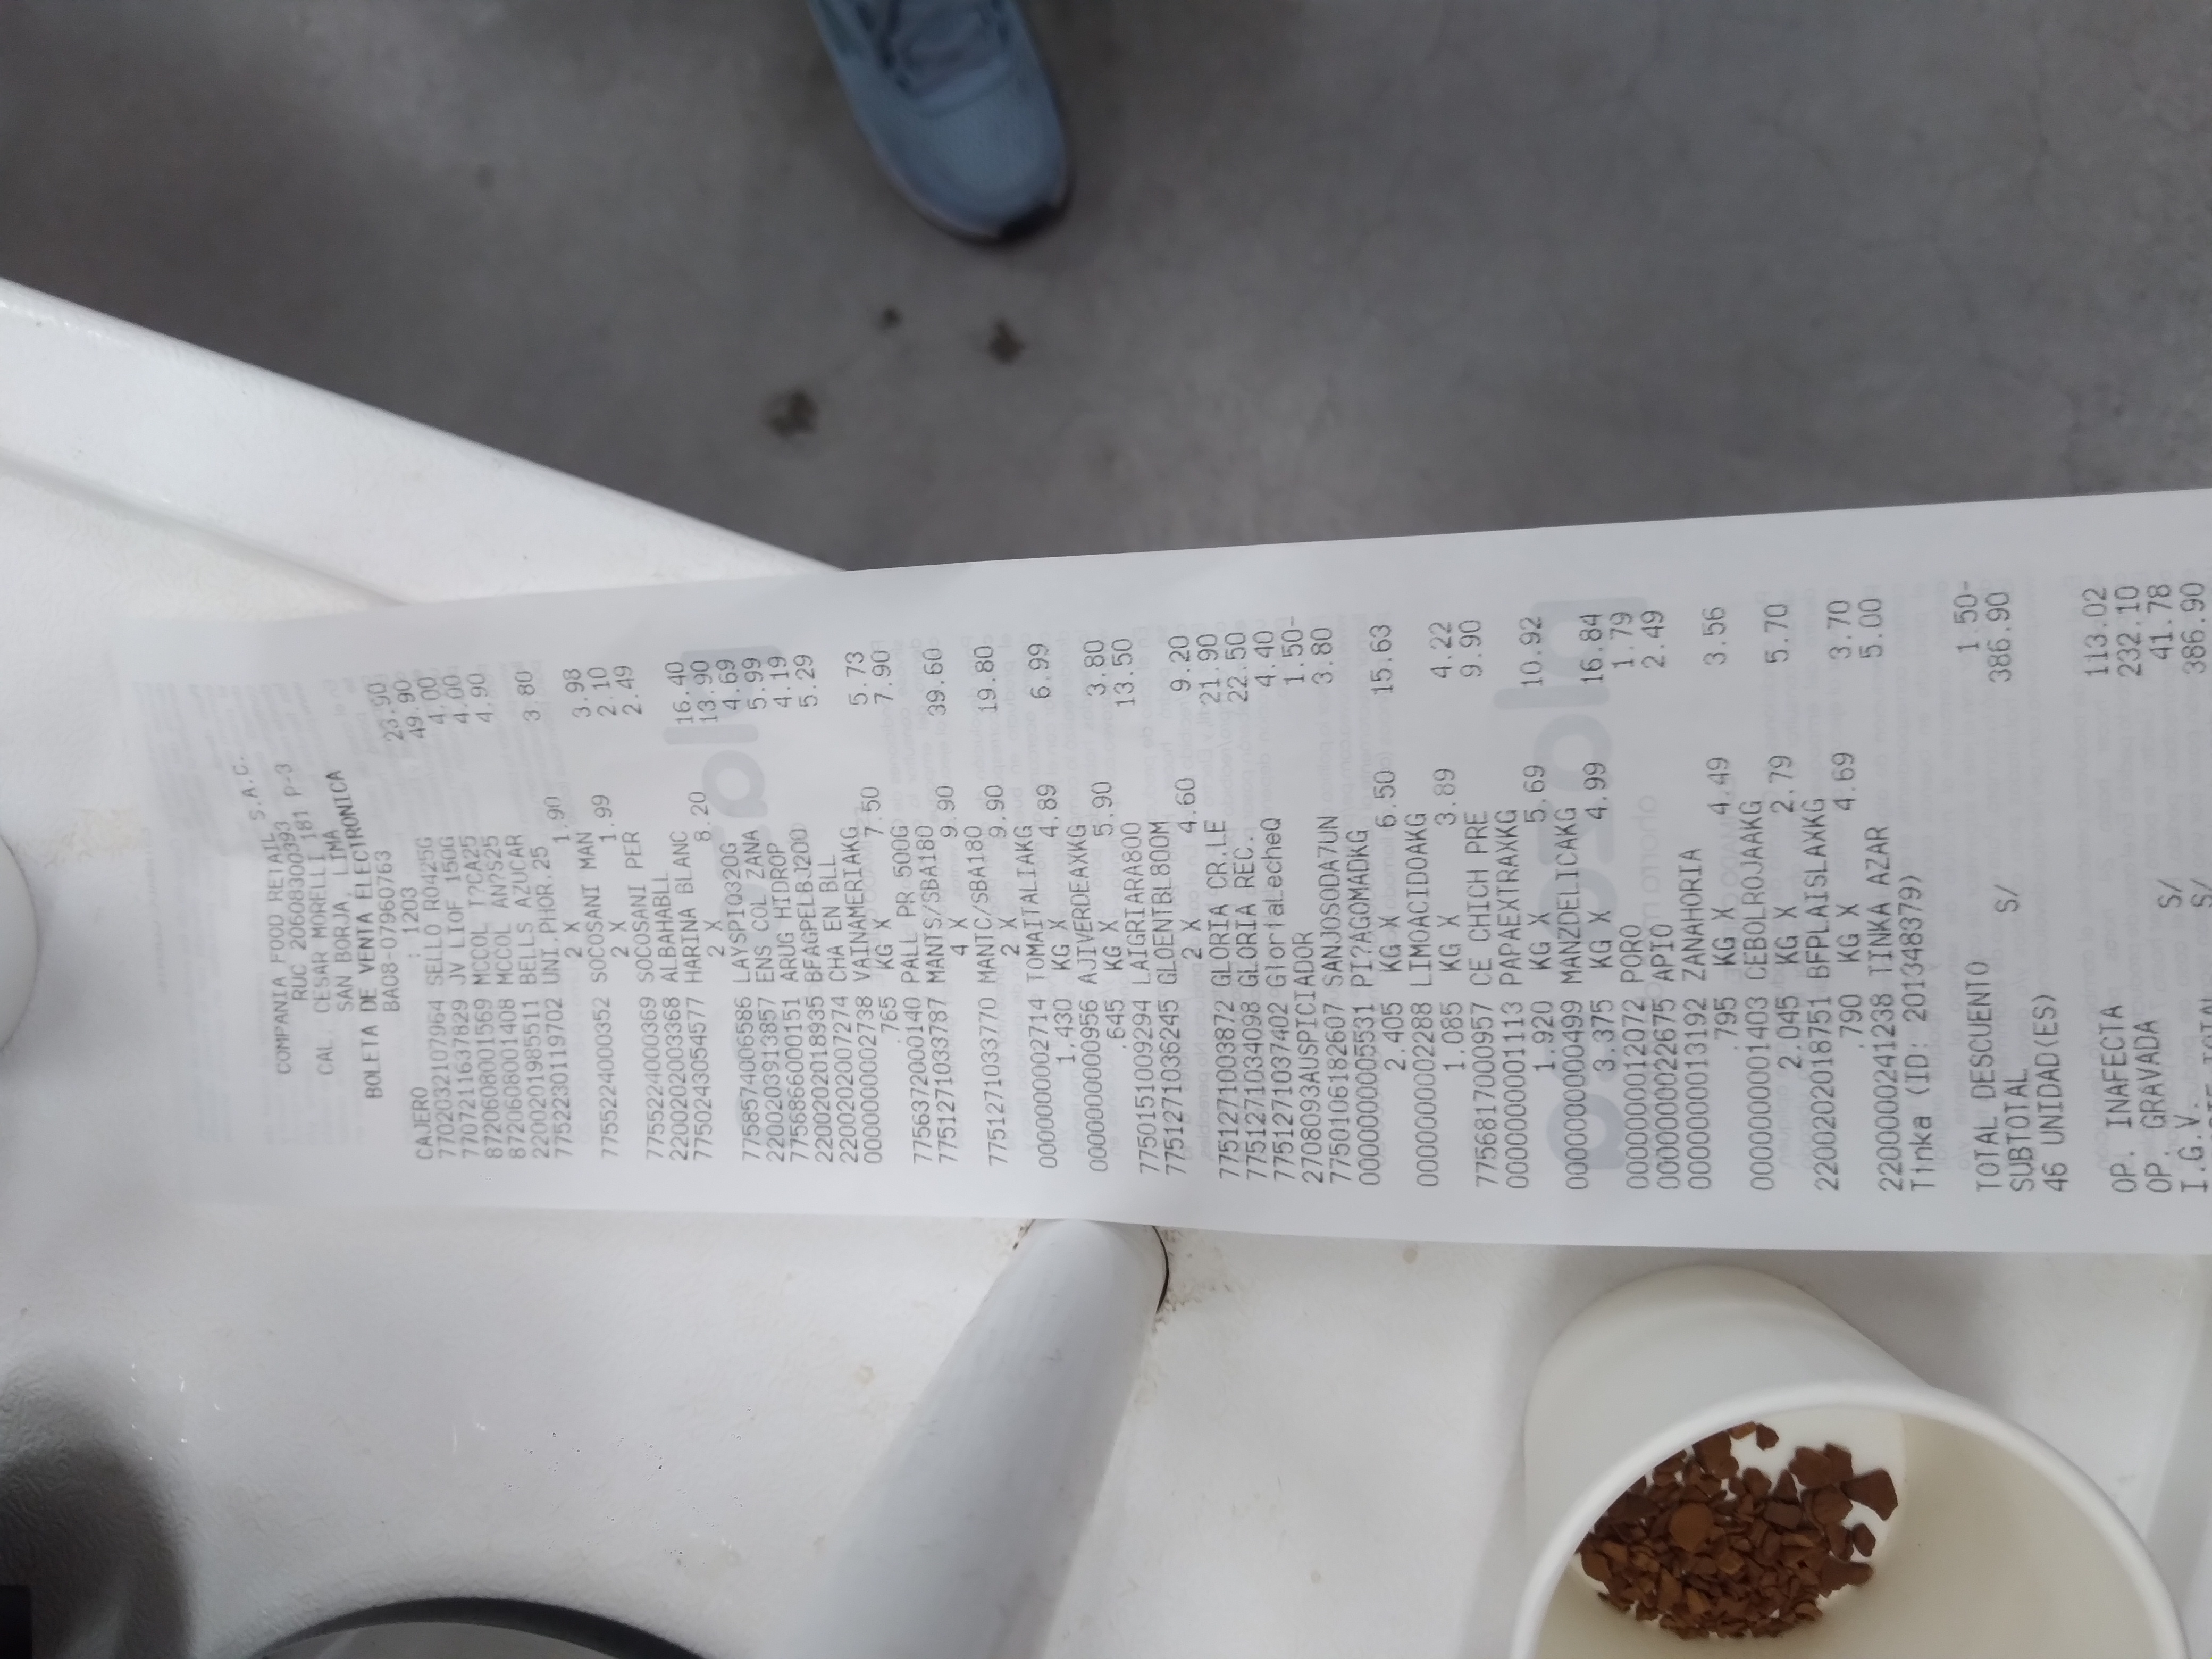 COMPANIA FOOD RETAIL S.A.C.
RUC 20608300393
CAL. CESAR MORELLI 181 P-3
SAN BORJA, LIMA
BOLETA DE VENTA ELECTRONICA
BA08-07960763
CAJERO : 1203
7702032107964 SELLO RO425G 23.90
7707211637829 JV LIOF 150G 49.90
8720608001569 MCCOL T?CA25 4.00
8720608001408 MCCOL AN?S25 4.00
2200201985511 BELLS AZUCAR 4.90
7752230119702 UNI.PHOR.25
2 X 1.90 3.80
7755224000352 SOCOSANI MAN
2 X 1.99 3.98
7755224000369 SOCOSANI PER 2.10
2200202003368 ALBAHABLL 2.49
7750243054577 HARINA BLANC
2 X 8.20 16.40
7758574006586 LAYSPIQ320G 13.90
2200203913857 ENS COL ZANA 4.69
7756866000151 ARUG HIDROP 5.99
2200202018935 BFAGPELBJ200 4.19
2200202007274 CHA EN BLL 5.29
0000000002738 VAINAMERIAKG
.765 KG X 7.50 5.73
7756372000140 PALL PR 500G 7.90
7751271033787 MANTS/SBA180
4 X 9.90 39.60
7751271033770 MANTC/SBA180
2 X 9.90 19.80
0000000002714 TOMAITALIAKG
1.430 KG X 4.89 6.99
0000000000956 AJIVERDEAXKG
.645 KG X 5.90 3.80
7750151009294 LAIGRIARA800 13.50
7751271036245 GLOENTBL800M
2 X 4.60 9.20
7751271003872 GLORIA CR.LE 21.90
7751271034098 GLORIA REC. 22.50
7751271037402 GloriaLecheQ 4.40
2708093AUSPICIADOR 1.50-
7750106182607 SANJOSODA7UN 3.80
0000000005531 PI?AGOMADKG
2.405 KG X 6.50 15.63
0000000002288 LIMOACIDOAKG
1.085 KG X 3.89 4.22
7756817000957 CE CHICH PRE 9.90
0000000001113 PAPAEXTRAXKG
1.920 KG X 5.69 10.92
0000000000499 MANZDELICAKG
3.375 KG X 4.99 16.84
0000000012072 PORO 1.79
0000000022675 APIO 2.49
0000000013192 ZANAHORIA
.795 KG X 4.49 3.56
0000000001403 CEBOLROJAAKG
2.045 KG X 2.79 5.70
2200202018751 BFPLAISLAXKG
.790 KG X 4.69 3.70
2200000241238 TINKA AZAR 5.00
Tinka (ID: 201348379)
TOTAL DESCUENTO 1.50-
SUBTOTAL S/ 386.90
46 UNIDAD(ES)
OP. INAFECTA 113.02
OP. GRAVADA 232.10
I.G.V. S/ 41.78
TOTAL S/ 386.90